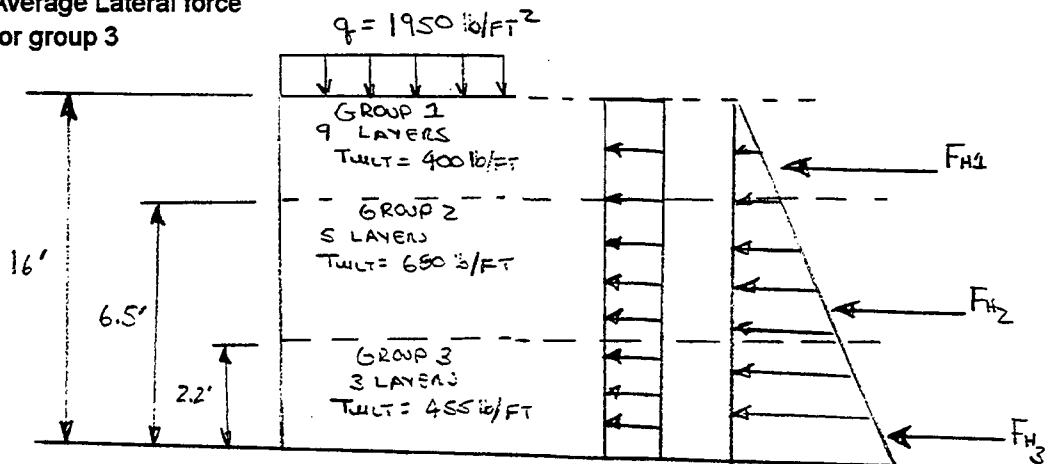 Average Lateral force
or group 3
q = 1950 lb/FT²
GROUP 1
9 LAYERS
TULT = 400 lb/FT
FH1
GROUP 2
5 LAYERS
TULT = 680 lb/FT
16'
6.5'
FH2
GROUP 3
3 LAYERS
TULT = 455 lb/FT
2.2'
FH3